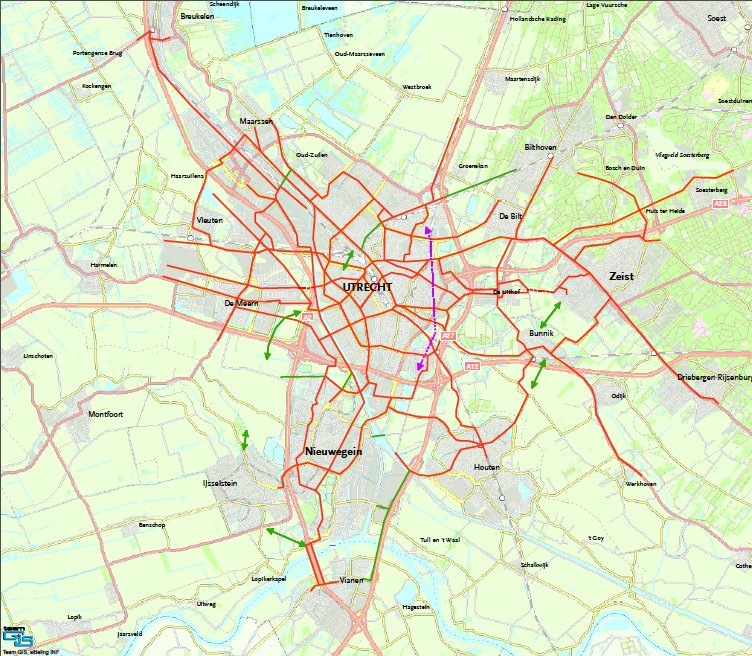 Scheendijk
Breukeleveen
Lage Vuursche
Breukelen
Hollandsche Rading
Soest
Tienhoven
Portengense Brug
Oud-Maarsseveen
Kockengen
Westbroek
Maartensdijk
Soestduinen
Maarssen
Den Dolder
Bilthoven
Oud-Zuilen
Vliegveld Soesterberg
Groenekan
Bosch en Duin
Haarzuilens
Soesterberg
A28
Huis ter Heide
Vleuten
De Bilt
Harmelen
Zeist
UTRECHT
De Uithof
De Meern
A2
Bunnik
A27
Linschoten
A12
Driebergen-Rijsenburg
Odijk
Montfoort
Nieuwegein
Houten
IJsselstein
Werkhoven
Benschop
't Goy
Tull en 't Waal
Schalkwijk
Cothe
Lopikerkapel
Vianen
Uitweg
Hagestein
Lopik
Jaarsveld
team
GIS
Team GIS, afdeling INF